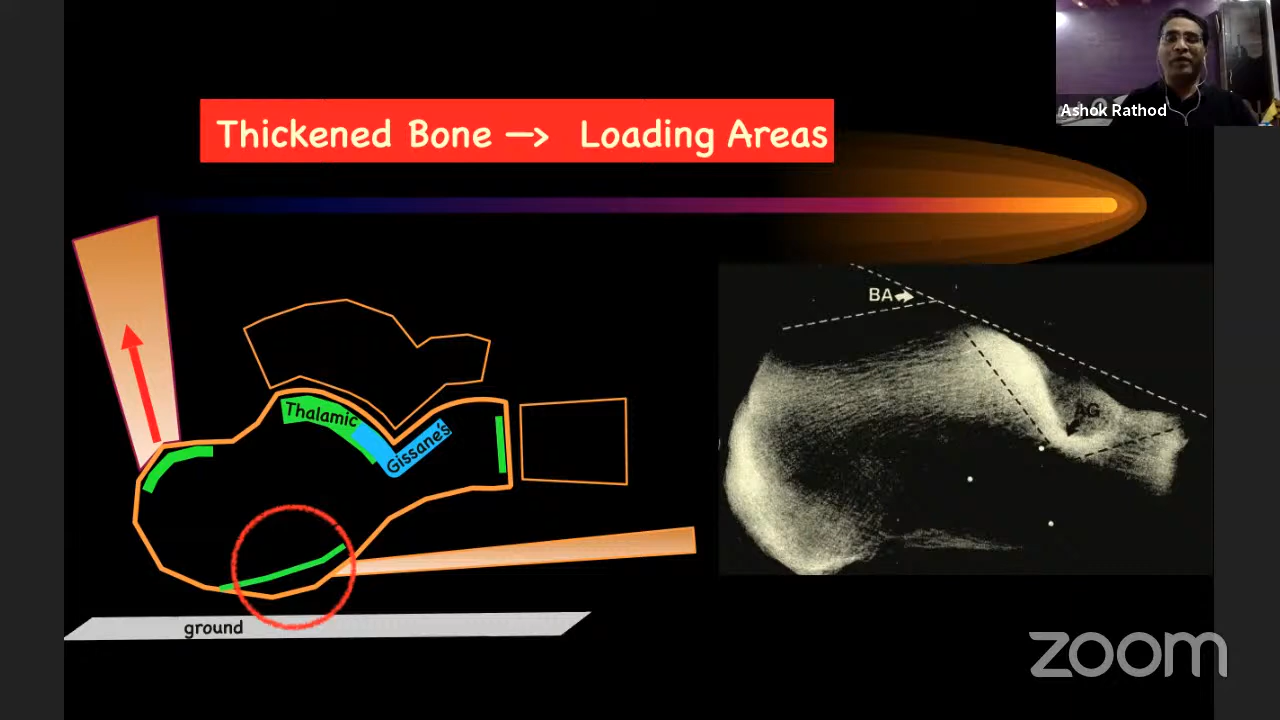 Ashok Rathod
Thickened Bone —> Loading Areas
BA
Thalamic
Gissane's
AG
ground
zoom